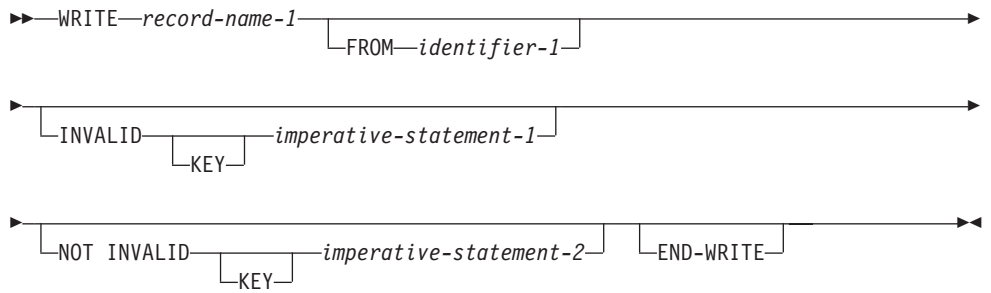 WRITE record-name-1
FROM identifier-1
INVALID imperative-statement-1
KEY
NOT INVALID imperative-statement-2 END-WRITE
KEY